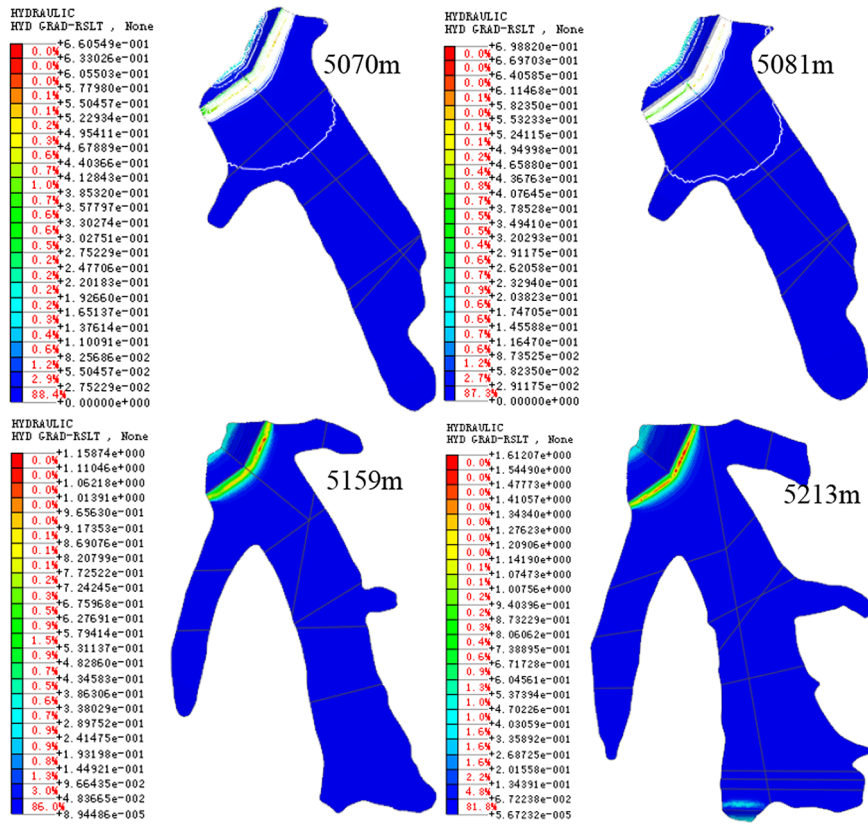 HYDRAULIC
HYD GRAD-RSLT , None
+6.60549e-001
0.0%
+6.33026e-001
0.0%
+6.05503e-001
0.0%
+5.77980e-001
0.1%
+5.50457e-001
0.1%
+5.22934e-001
0.2%
+4.95411e-001
0.3%
+4.67889e-001
0.6%
+4.40366e-001
0.7%
+4.12843e-001
1.0%
+3.85320e-001
0.7%
+3.57797e-001
0.6%
+3.30274e-001
0.6%
+3.02751e-001
0.5%
+2.75229e-001
0.2%
+2.47706e-001
0.2%
+2.20183e-001
0.2%
+1.92660e-001
0.2%
+1.65137e-001
0.3%
+1.37614e-001
0.4%
+1.10091e-001
0.6%
+8.25686e-002
1.2%
+5.50457e-002
2.9%
+2.75229e-002
88.4%
+0.00000e+000
5070m
HYDRAULIC
HYD GRAD-RSLT , None
+6.98820e-001
0.0%
+6.69703e-001
0.0%
+6.40585e-001
0.0%
+6.11468e-001
0.1%
+5.82350e-001
0.0%
+5.53233e-001
0.1%
+5.24115e-001
0.1%
+4.94998e-001
0.2%
+4.65880e-001
0.4%
+4.36763e-001
0.8%
+4.07645e-001
0.7%
+3.78528e-001
0.5%
+3.49410e-001
0.5%
+3.20293e-001
0.4%
+2.91175e-001
0.6%
+2.62058e-001
0.7%
+2.32940e-001
0.9%
+2.03823e-001
0.6%
+1.74705e-001
0.6%
+1.45588e-001
0.7%
+1.16470e-001
0.8%
+8.73525e-002
1.2%
+5.82350e-002
2.7%
+2.91175e-002
87.3%
+0.00000e+000
5081m
HYDRAULIC
HYD GRAD-RSLT , None
+1.15874e+000
0.0%
+1.11046e+000
0.0%
+1.06218e+000
0.0%
+1.01391e+000
0.0%
+9.65630e-001
0.0%
+9.17353e-001
0.1%
+8.69076e-001
0.1%
+8.20799e-001
0.1%
+7.72522e-001
0.2%
+7.24245e-001
0.3%
+6.75968e-001
0.5%
+6.27691e-001
0.9%
+5.79414e-001
1.5%
+5.31137e-001
0.9%
+4.82860e-001
0.7%
+4.34583e-001
0.5%
+3.86306e-001
0.6%
+3.38029e-001
0.7%
+2.89752e-001
0.9%
+2.41475e-001
0.9%
+1.93198e-001
0.8%
+1.44921e-001
1.3%
+9.66435e-002
3.0%
+4.83665e-002
86.0%
+8.94486e-005
5159m
HYDRAULIC
HYD GRAD-RSLT , None
+1.61207e+000
0.0%
+1.54490e+000
0.0%
+1.47773e+000
0.0%
+1.41057e+000
0.0%
+1.34340e+000
0.0%
+1.27623e+000
0.0%
+1.20906e+000
0.0%
+1.14190e+000
0.1%
+1.07473e+000
0.1%
+1.00756e+000
0.2%
+9.40396e-001
0.2%
+8.73229e-001
0.3%
+8.06062e-001
0.4%
+7.38895e-001
0.6%
+6.71728e-001
0.9%
+6.04561e-001
1.3%
+5.37394e-001
1.0%
+4.70226e-001
1.0%
+4.03059e-001
1.6%
+3.35892e-001
1.6%
+2.68725e-001
1.6%
+2.01558e-001
2.2%
+1.34391e-001
4.8%
+6.72238e-002
81.8%
+5.67232e-005
5213m